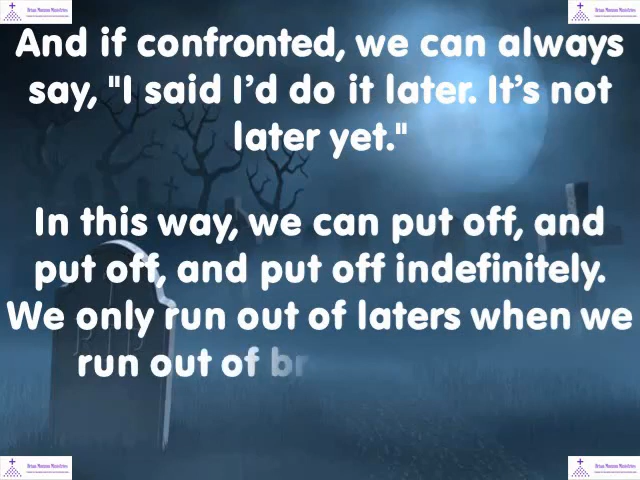 And if confronted, we can always
say, "I said I’d do it later. It’s not
later yet."
In this way, we can put off, and
put off, and put off indefinitely.
We only run out of laters when we
run out of br